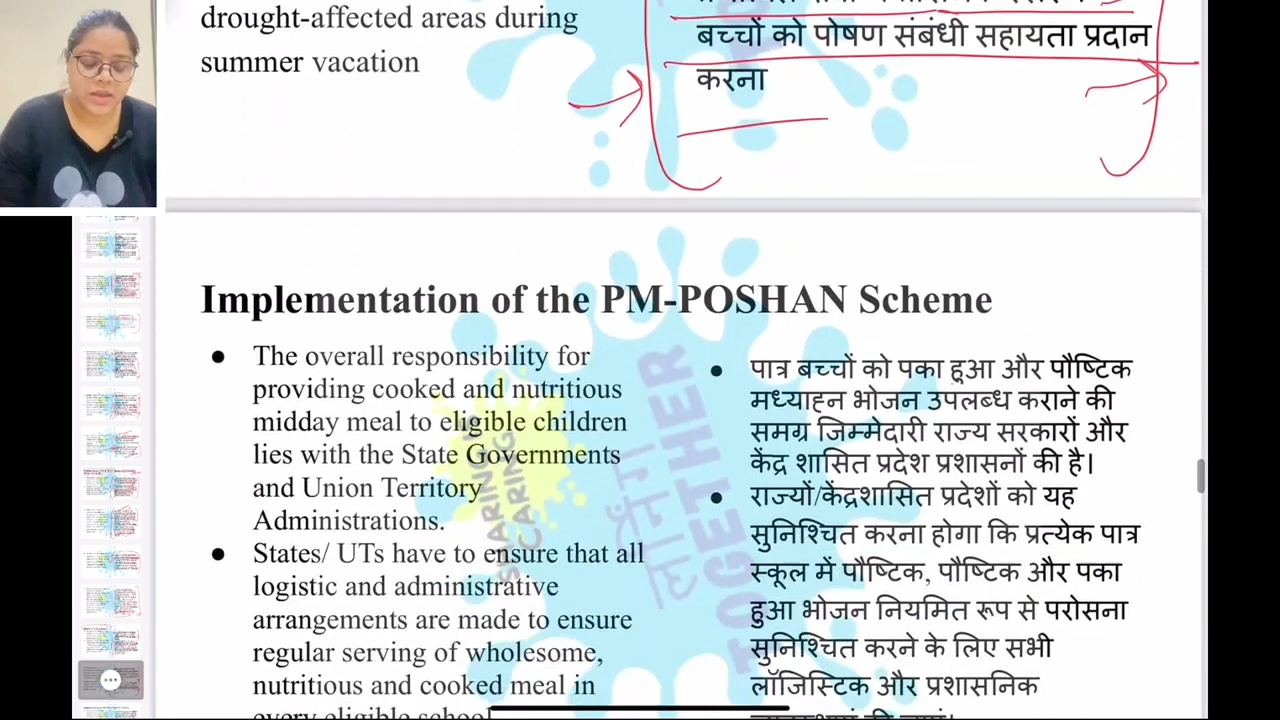 drought-affected areas during
summer vacation
बच्चों को पोषण संबंधी सहायता प्रदान
करना
Implementation of the PM-POSHAN Scheme
● The overall responsibility for
providing cooked and nutritious
midday meal to eligible children
lies with the State Governments
and Union Territory
Administrations.
● States/ UTs have to ensure that all
logistic and administrative
arrangements are made to ensure
regular serving of wholesome,
nutritious and cooked meal in
every eligible school
● पात्र बच्चों को पका हुआ और पौष्टिक
मध्याह्न भोजन उपलब्ध कराने की
समग्र जिम्मेदारी राज्य सरकारों और
केंद्र शासित प्रदेश प्रशासनों की है।
● राज्यों/केंद्रशासित प्रदेशों को यह
सुनिश्चित करना होगा कि प्रत्येक पात्र
स्कूल में पौष्टिक, पौष्टिक और पका
हुआ भोजन नियमित रूप से परोसना
सुनिश्चित करने के लिए सभी
लॉजिस्टिक और प्रशासनिक